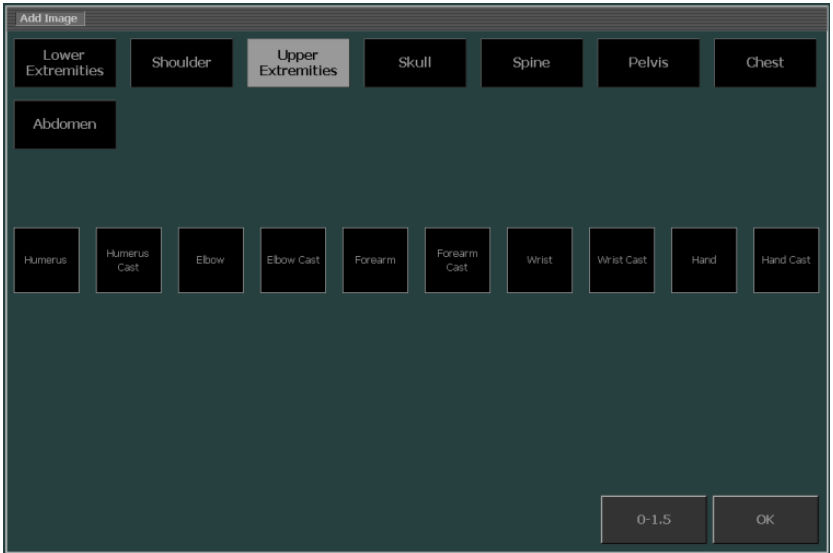 Add Image
Lower
Extremities
Shoulder
Upper
Extremities
Skull
Spine
Pelvis
Chest
Abdomen
Humerus
Humerus
Cast
Elbow
Elbow Cast
Forearm
Forearm
Cast
Wrist
Wrist Cast
Hand
Hand Cast
0-1.5
OK